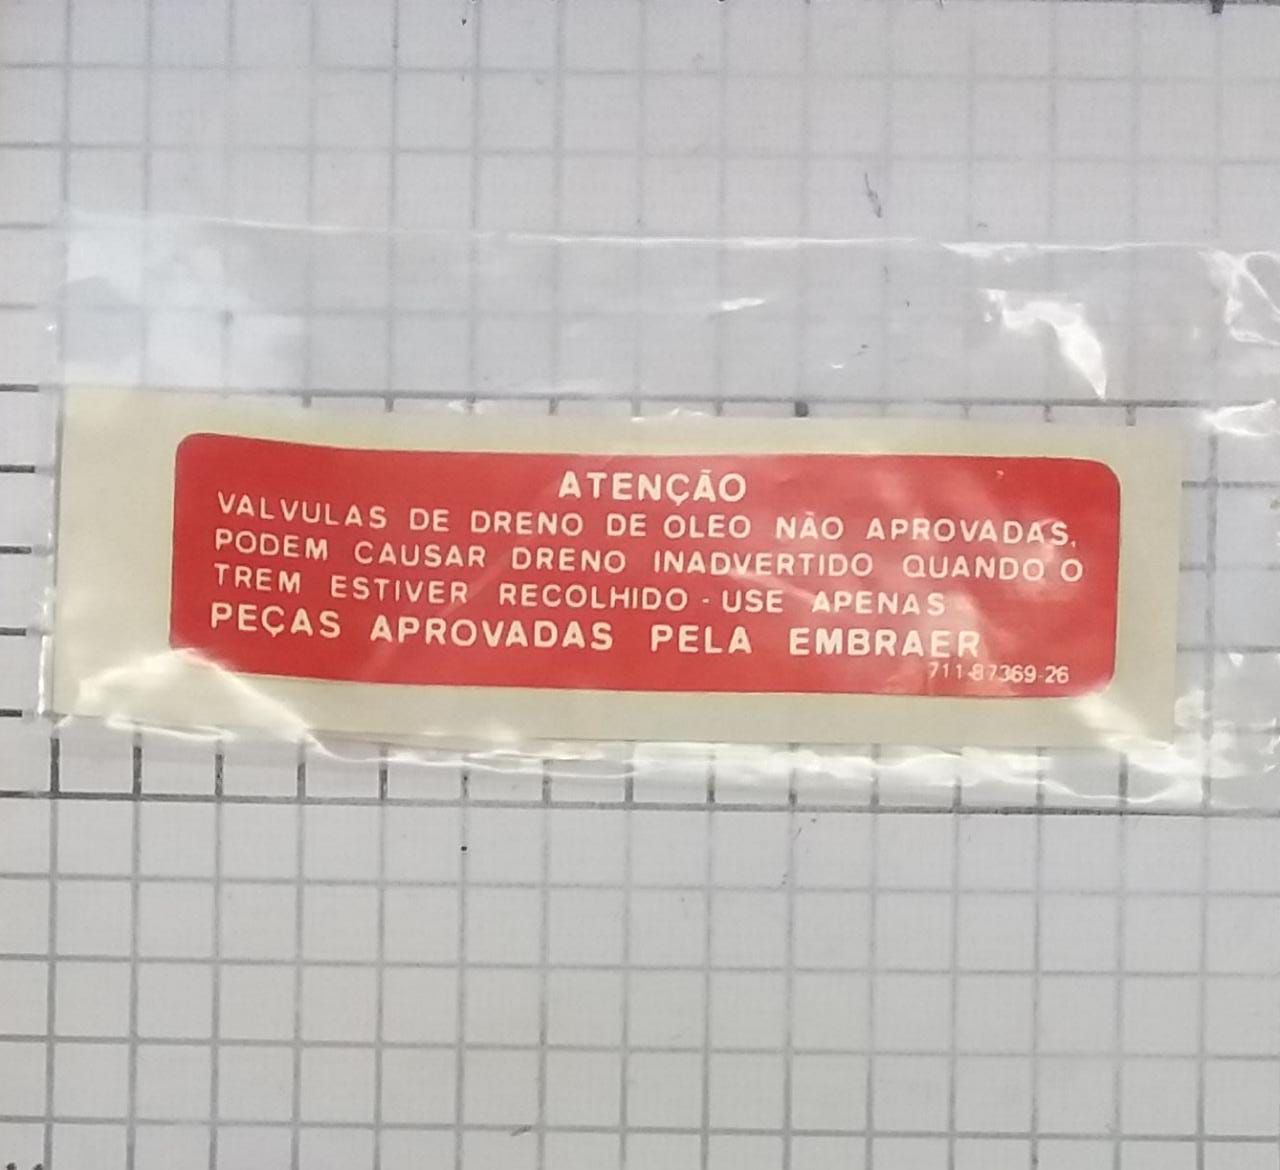 ATENÇÃO
VALVULAS DE DRENO DE OLEO NÃO APROVADAS,
PODEM CAUSAR DRENO INADVERTIDO QUANDO O
TREM ESTIVER RECOLHIDO - USE APENAS
PEÇAS APROVADAS PELA EMBRAER
711-87369-26